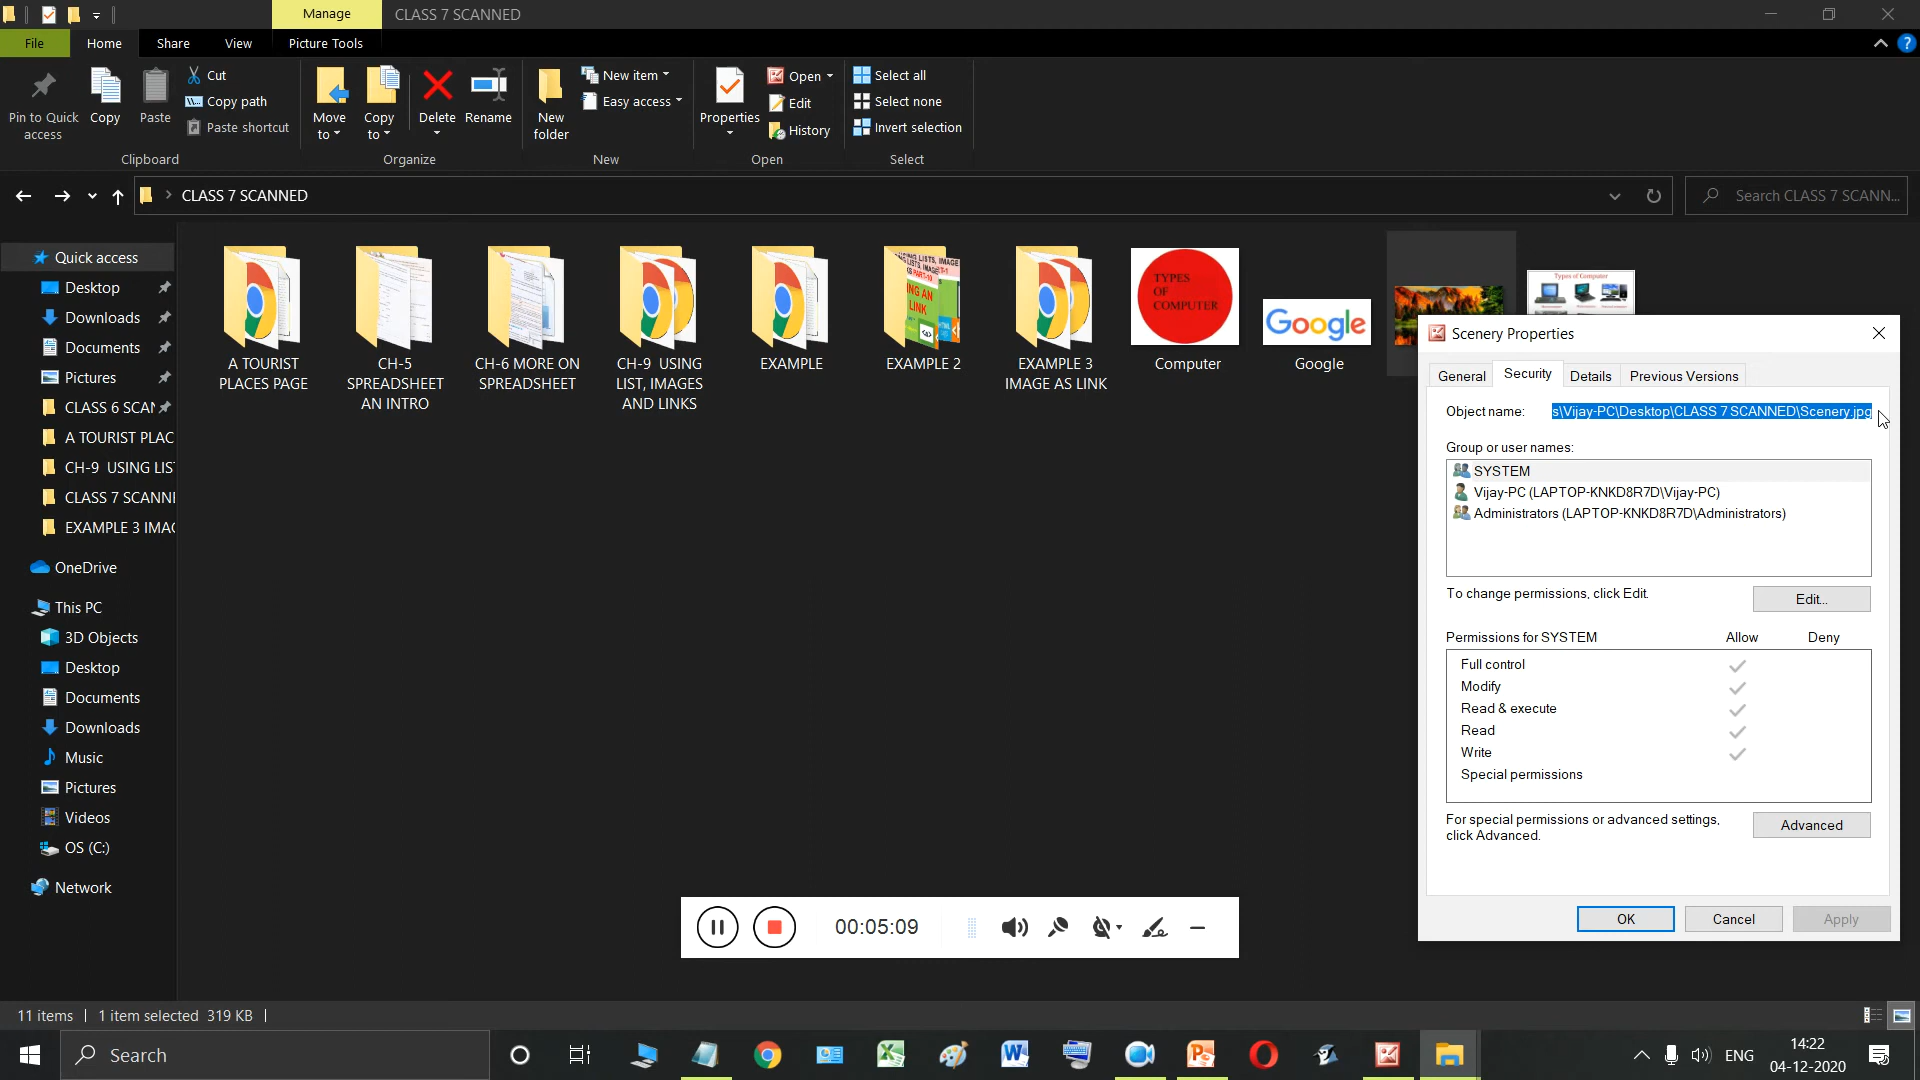 Manage
CLASS 7 SCANNED
File
Home
Share
View
Picture Tools
Pin to Quick access
Copy
Paste
Cut
Copy path
Paste shortcut
Clipboard
Move to
Copy to
Delete
Rename
Organize
New folder
New item
Easy access
New
Properties
Open
Edit
History
Open
Select all
Select none
Invert selection
Select
CLASS 7 SCANNED
Search CLASS 7 SCANN...
Quick access
Desktop
Downloads
Documents
Pictures
CLASS 6 SCAN
A TOURIST PLAC
CH-9 USING LIST
CLASS 7 SCANNE
EXAMPLE 3 IMAG
OneDrive
This PC
3D Objects
Desktop
Documents
Downloads
Music
Pictures
Videos
OS (C:)
Network
A TOURIST
PLACES PAGE
CH-5
SPREADSHEET
AN INTRO
CH-6 MORE ON
SPREADSHEET
CH-9 USING
LIST, IMAGES
AND LINKS
EXAMPLE
EXAMPLE 2
EXAMPLE 3
IMAGE AS LINK
TYPES
OF
COMPUTER
Computer
Google
Google
Types of Computer
Scenery Properties
General
Security
Details
Previous Versions
Object name:
s\Vijay-PC\Desktop\CLASS 7 SCANNED\Scenery.jpg
Group or user names:
SYSTEM
Vijay-PC (LAPTOP-KNKD8R7D\Vijay-PC)
Administrators (LAPTOP-KNKD8R7D\Administrators)
To change permissions, click Edit.
Edit...
Permissions for SYSTEM
Allow
Deny
Full control
Modify
Read & execute
Read
Write
Special permissions
For special permissions or advanced settings,
click Advanced.
Advanced
OK
Cancel
Apply
00:05:09
11 items
1 item selected 319 KB
Search
ENG
14:22
04-12-2020